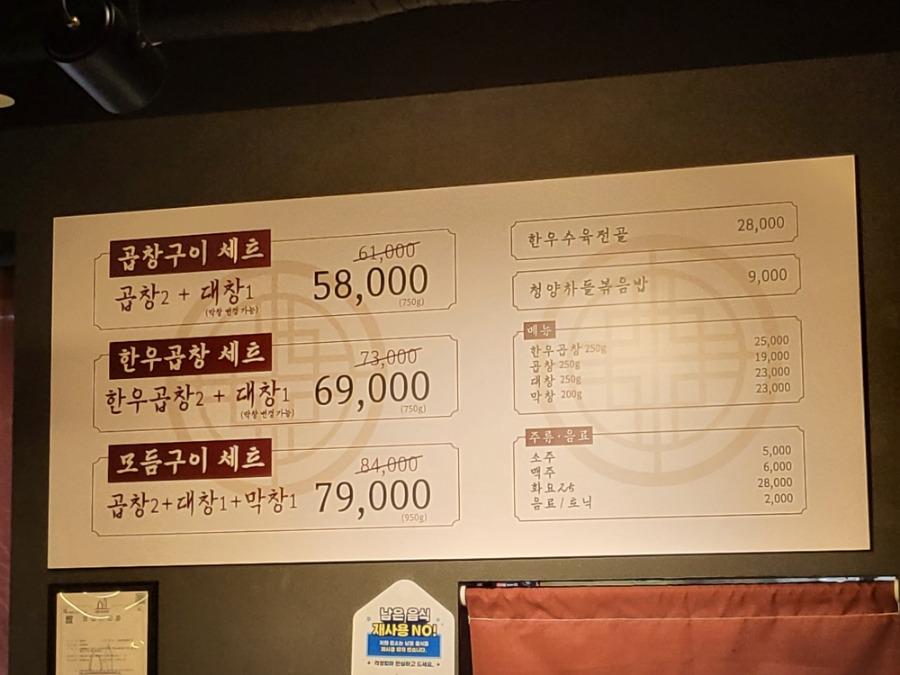 곱창구이 세트
61,000
곱창2 + 대창1
58,000
(막창 변경 가능)
(750g)
한우곱창 세트
73,000
한우곱창2 + 대창1
69,000
(막창 변경 가능)
(750g)
모듬구이 세트
84,000
곱창2+대창1+막창1
79,000
(950g)
한우수육전골 28,000
청양차돌볶음밥 9,000
메뉴
한우곱창 250g 25,000
곱창 250g 19,000
대창 250g 23,000
막창 200g 23,000
주류·음료
소주 5,000
맥주 6,000
화요25 28,000
음료/토닉 2,000
남은 음식
재사용 NO!